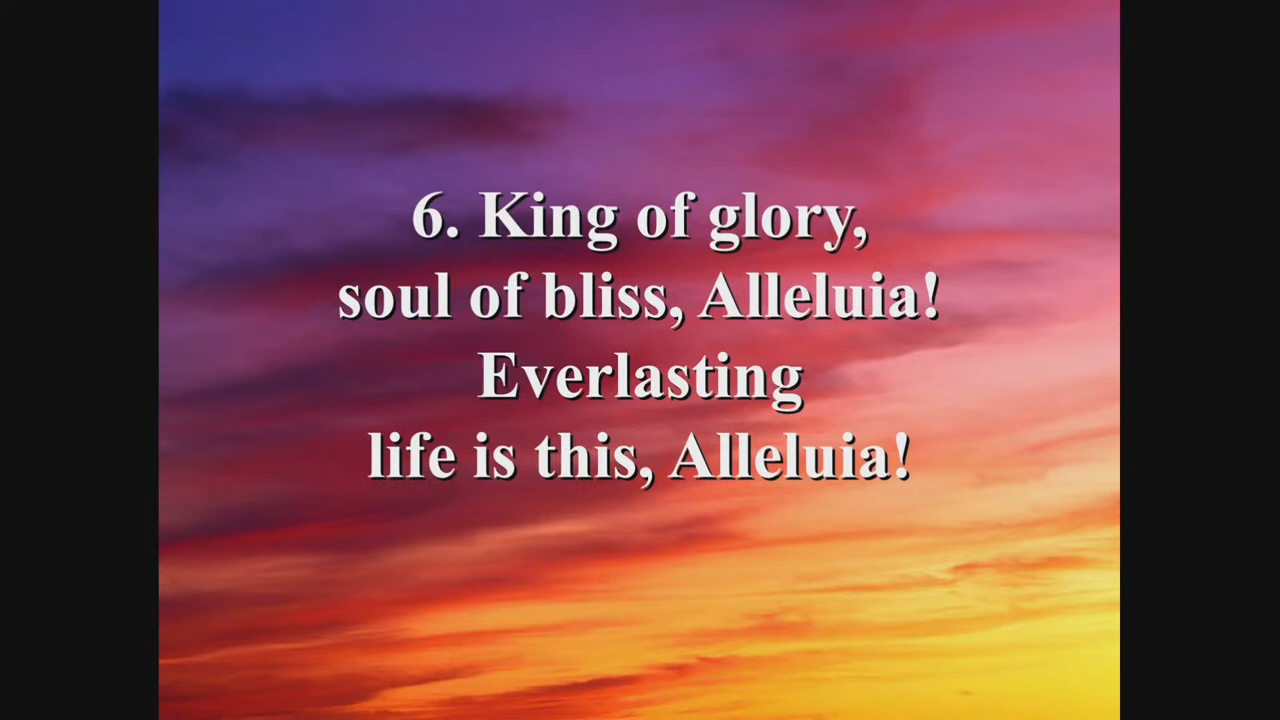 6. King of glory,
soul of bliss, Alleluia!
Everlasting
life is this, Alleluia!